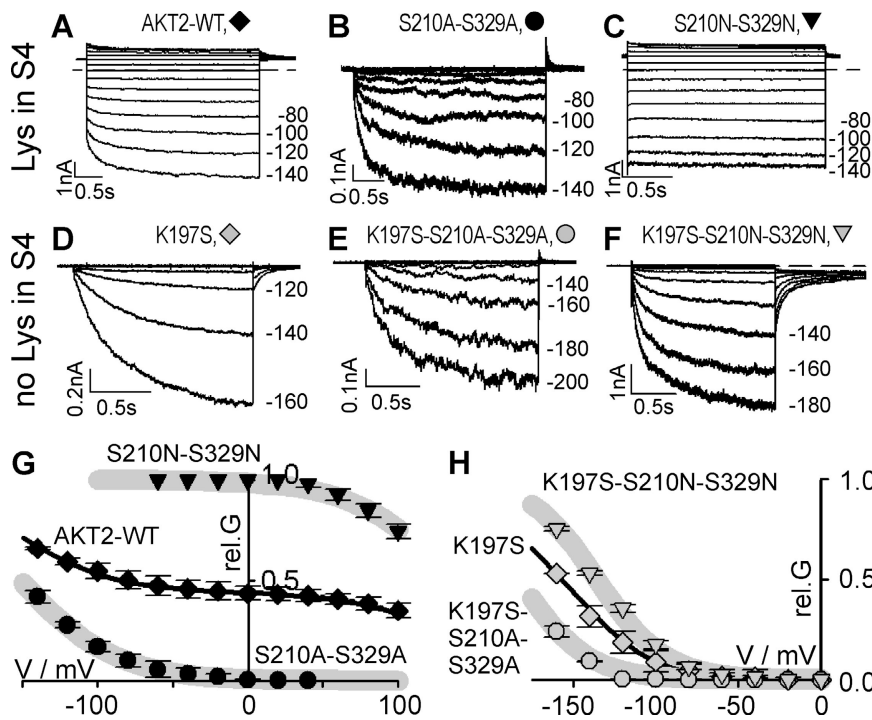 Lys in S4
A AKT2-WT,◆
-80
-100
-120
-140
1nA
0.5s
B S210A-S329A,●
-80
-100
-120
-140
0.1nA
0.5s
C S210N-S329N,▼
-80
-100
-120
-140
1nA
0.5s
no Lys in S4
D K197S,
-120
-140
-160
0.2nA
0.5s
E K197S-S210A-S329A,
-140
-160
-180
-200
0.1nA
0.5s
F K197S-S210N-S329N,
-140
-160
-180
1nA
0.5s
G S210N-S329N
1.0
AKT2-WT
rel.G
0.5
S210A-S329A
V / mV
-100
0
100
H K197S-S210N-S329N
1.0
K197S
rel.G
0.5
K197S-
S210A-
S329A
V / mV
0.0
-150
-100
-50
0